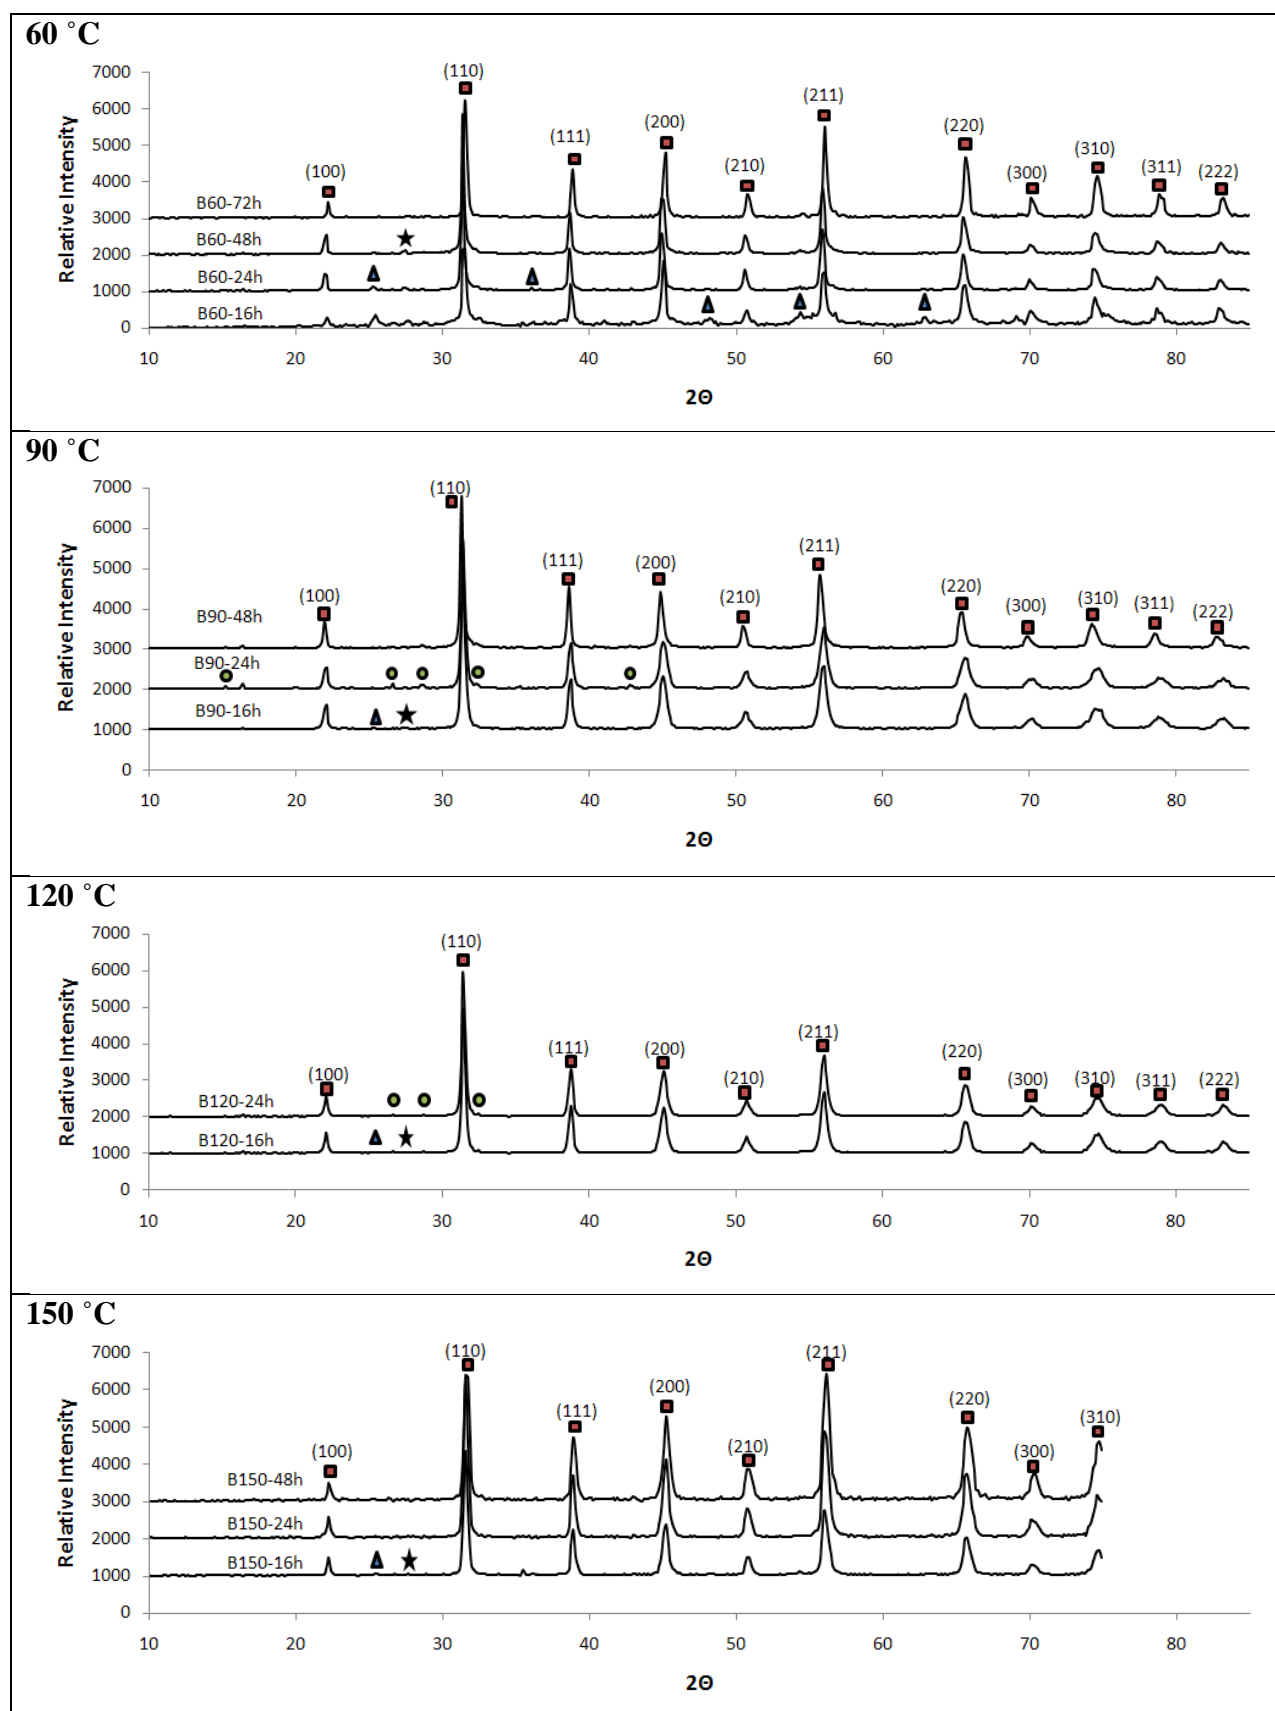 60 ˚C
(110)
(211)
(200)
(111)
(220)
(310)
(100)
(210)
(300)
(311)
(222)
7000
6000
5000
4000
3000
2000
1000
0
Relative Intensity
B60-72h
B60-48h
B60-24h
B60-16h
10 20 30 40 50 60 70 80
2Θ
90 ˚C
(110)
(211)
(111)
(200)
(220)
(100)
(210)
(300)
(310)
(311)
(222)
7000
6000
5000
4000
3000
2000
1000
0
Relative Intensity
B90-48h
B90-24h
B90-16h
10 20 30 40 50 60 70 80
2Θ
120 ˚C
(110)
(211)
(111)
(200)
(220)
(100)
(210)
(300)
(310)
(311)
(222)
7000
6000
5000
4000
3000
2000
1000
0
Relative Intensity
B120-24h
B120-16h
10 20 30 40 50 60 70 80
2Θ
150 ˚C
(110)
(211)
(200)
(220)
(111)
(310)
(100)
(210)
(300)
7000
6000
5000
4000
3000
2000
1000
0
Relative Intensity
B150-48h
B150-24h
B150-16h
10 20 30 40 50 60 70 80
2Θ